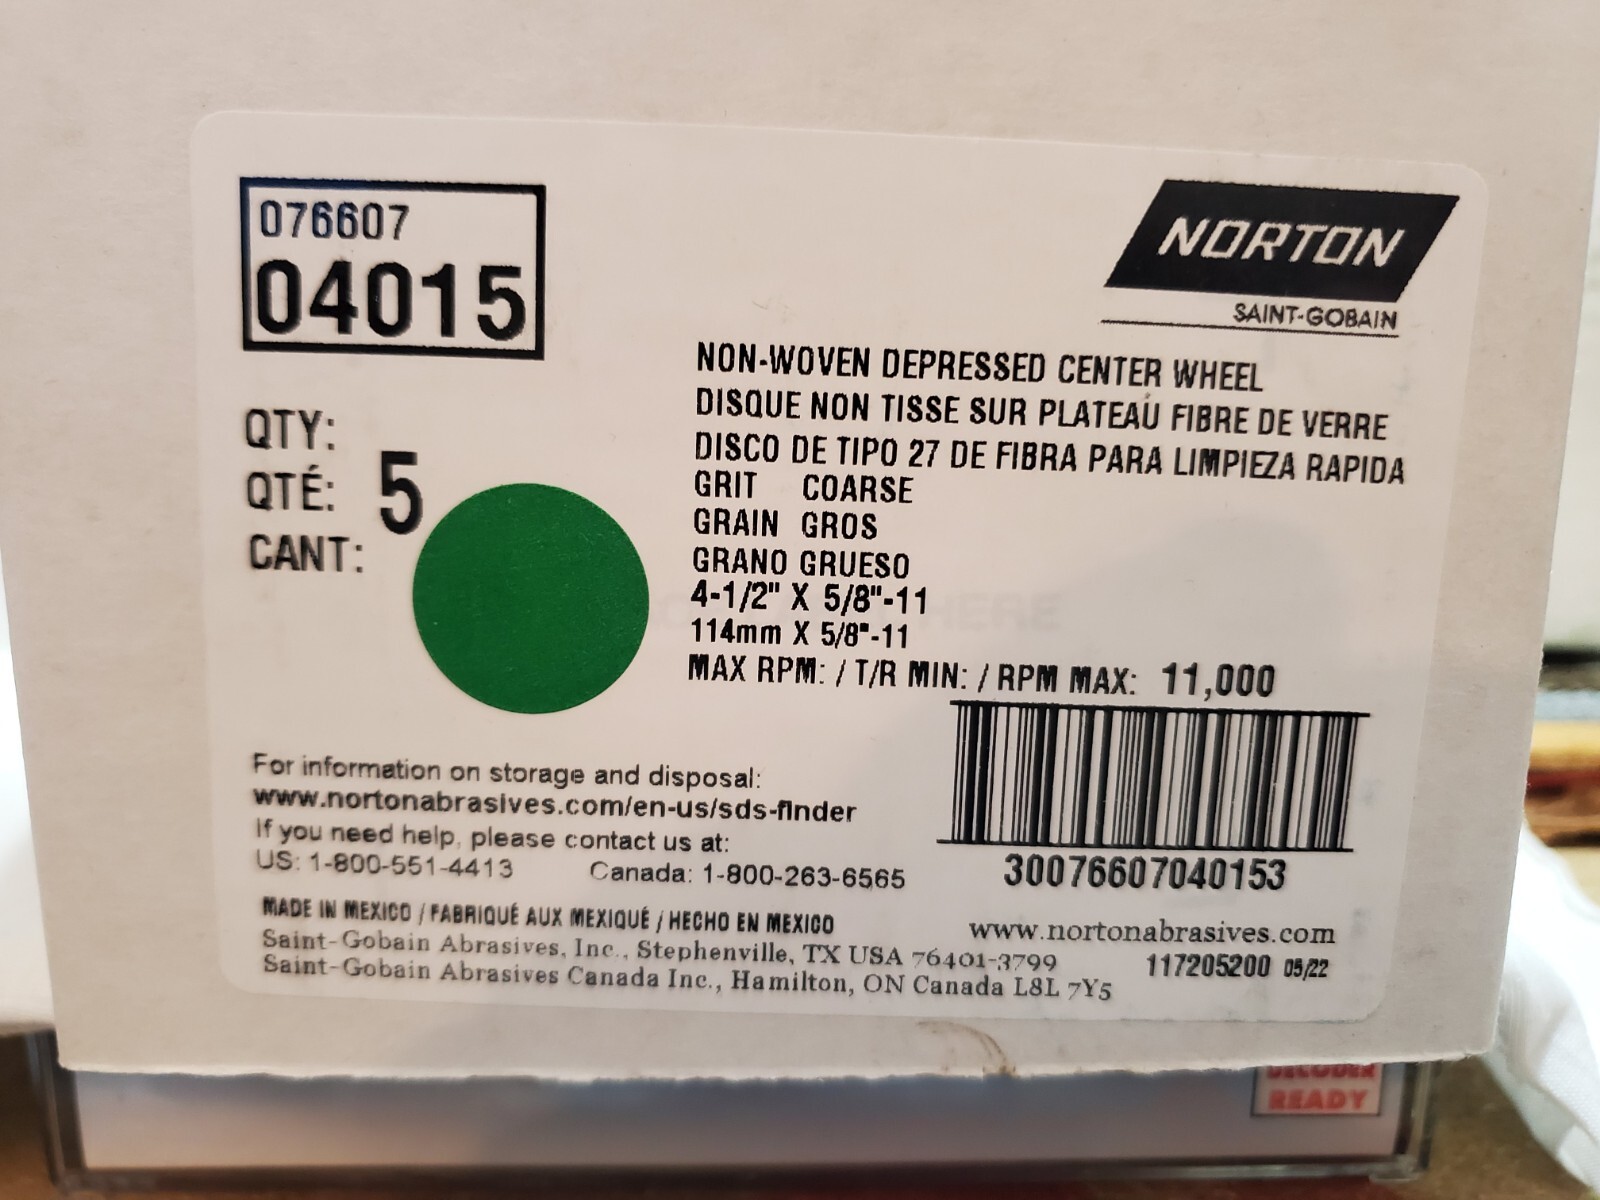 076607
04015
NORTON
SAINT-GOBAIN
QTY:
QTÉ: 5
CANT:
NON-WOVEN DEPRESSED CENTER WHEEL
DISQUE NON TISSE SUR PLATEAU FIBRE DE VERRE
DISCO DE TIPO 27 DE FIBRA PARA LIMPIEZA RAPIDA
GRIT COARSE
GRAIN GROS
GRANO GRUESO
4-1/2" X 5/8"-11
114mm X 5/8"-11
HERE
MAX RPM: / T/R MIN: / RPM MAX: 11,000
For information on storage and disposal:
www.nortonabrasives.com/en-us/sds-finder
If you need help, please contact us at:
US: 1-800-551-4413 Canada: 1-800-263-6565
30076607040153
MADE IN MEXICO / FABRIQUÉ AUX MEXIQUÉ / HECHO EN MEXICO
www.nortonabrasives.com
Saint-Gobain Abrasives, Inc., Stephenville, TX USA 76401-3799
117205200 05/22
Saint-Gobain Abrasives Canada Inc., Hamilton, ON Canada L8L 7Y5
DECODER
READY